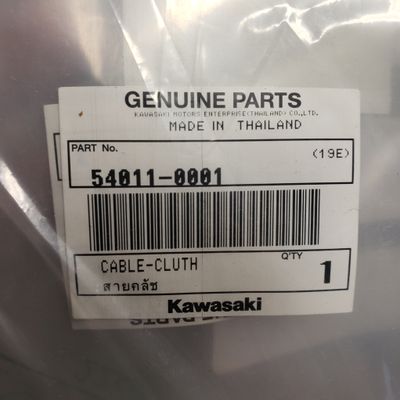 GENUINE PARTS
KAWASAKI MOTORS ENTERPRISE(THAILAND)CO.,LTD.
MADE IN THAILAND
PART No.
(19E)
54011-0001
CABLE-CLUTH
Q'TY
1
สายคลัช
Kawasaki
PARTS